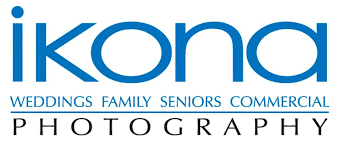 ikona
WEDDINGS FAMILY SENIORS COMMERCIAL
PHOTOGRAPHY